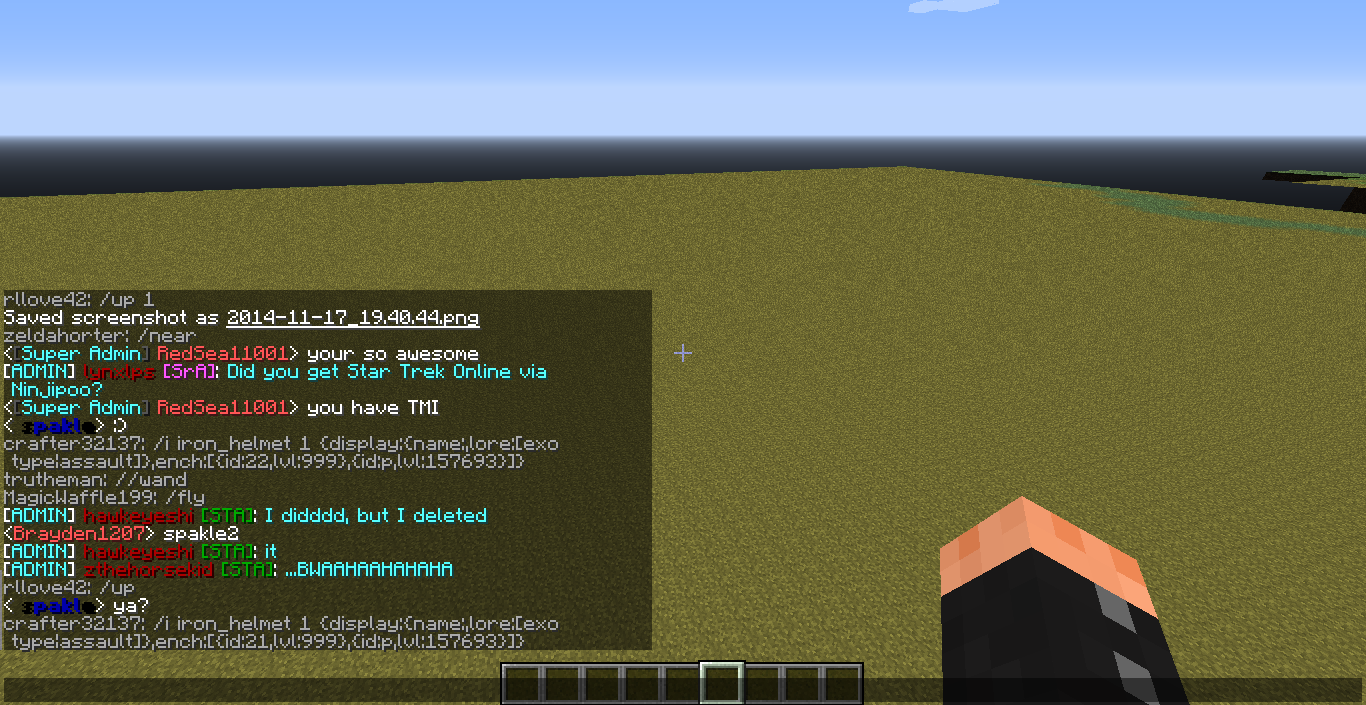 rllove42: /up 1
Saved screenshot as 2014-11-17_19.40.44.png
zeldahorter: /near
<[Super Admin] RedSea11001> your so awesome
[ADMIN] lynxlps [SrA]: Did you get Star Trek Online via
Ninjipoo?
<[Super Admin] RedSea11001> you have TMI
< spakle> :D
crafter32137: /i iron_helmet 1 {display:{name:,lore:[exo
type:assault]},ench:[{id:22,lvl:999},{id:p,lvl:157693}]}
trutheman: //wand
MagicWaffle199: /fly
[ADMIN] hawkeyeshi [STA]: I didddd, but I deleted
<Brayden1207> spakle2
[ADMIN] hawkeyeshi [STA]: it
[ADMIN] zthehorsekid [STA]: ...BWAAHAAHAHAHA
rllove42: /up
< spakle> ya?
crafter32137: /i iron_helmet 1 {display:{name:,lore:[exo
type:assault]},ench:[{id:21,lvl:999},{id:p,lvl:157693}]}